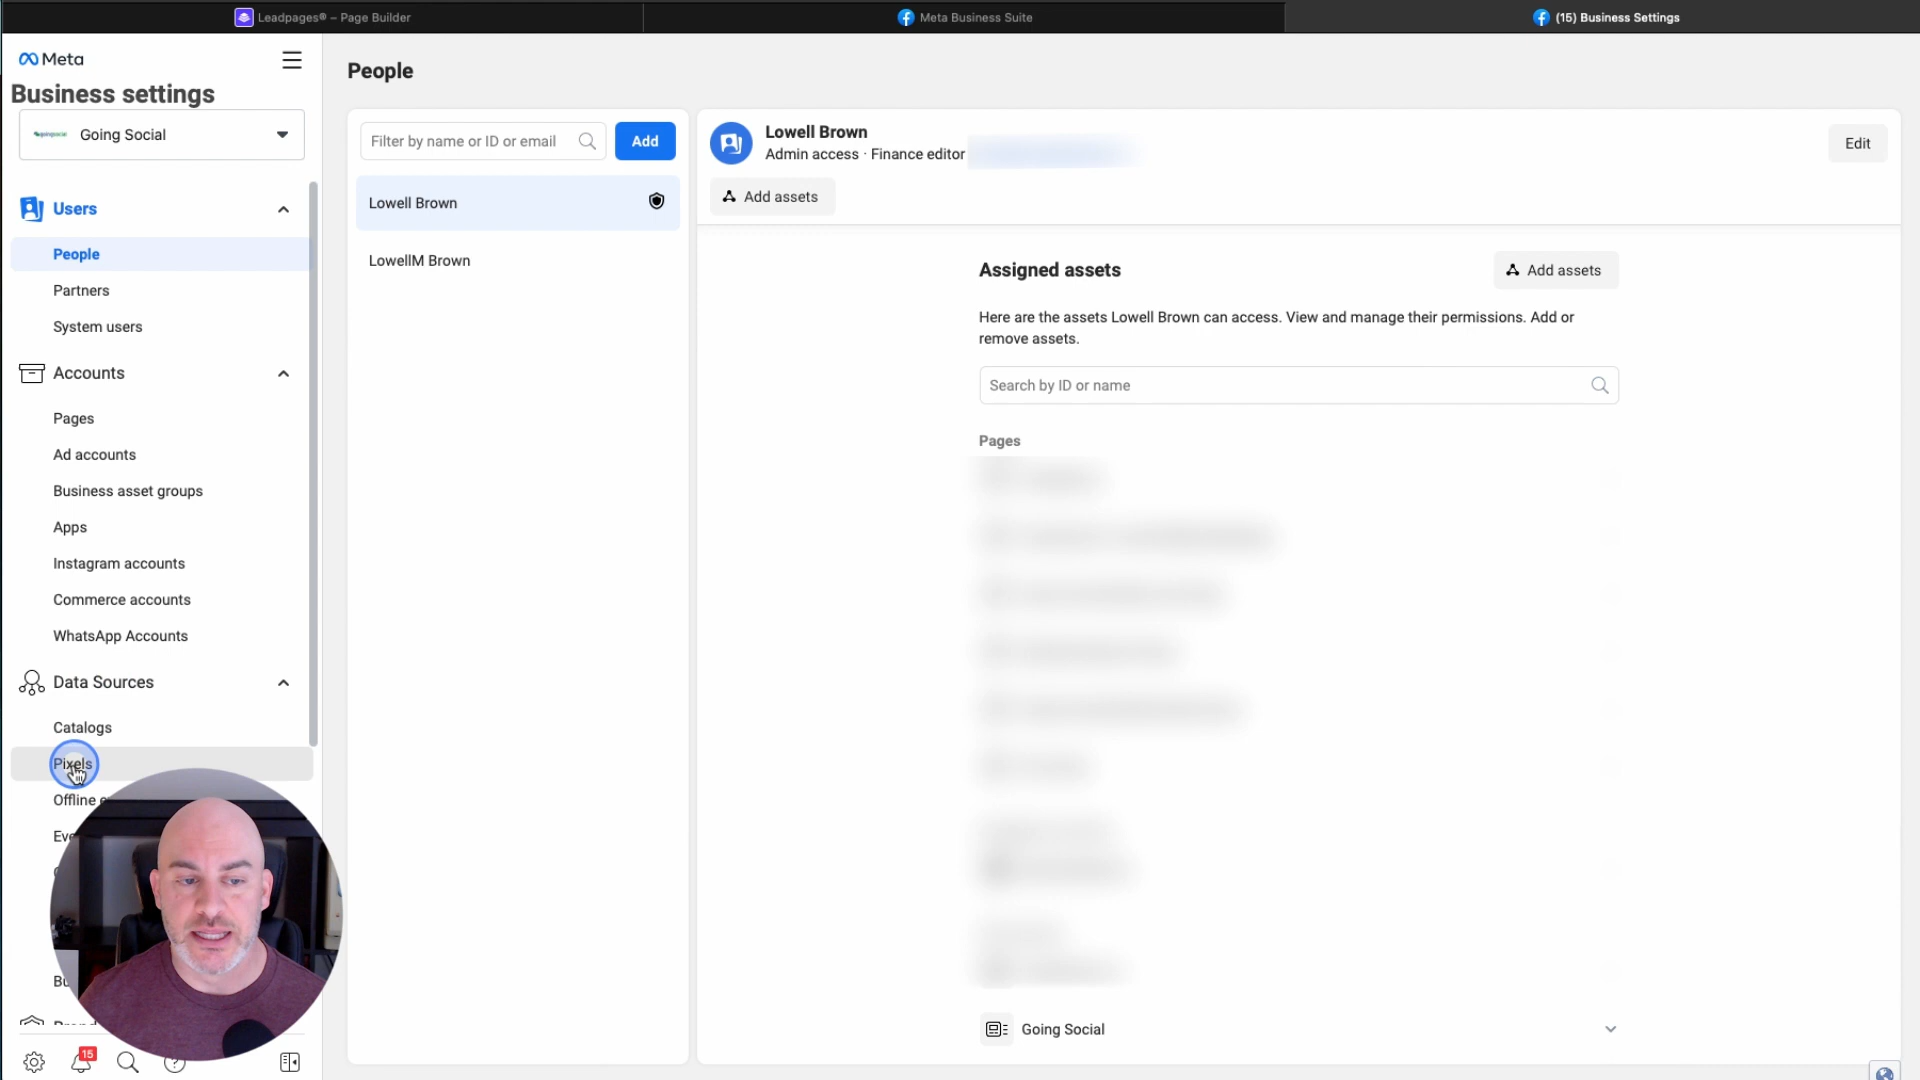 Leadpages® – Page Builder
Meta Business Suite
(15) Business Settings
Meta
Business settings
Going Social
Users
People
Partners
System users
Accounts
Pages
Ad accounts
Business asset groups
Apps
Instagram accounts
Commerce accounts
WhatsApp Accounts
Data Sources
Catalogs
Pixels
Offline
15
People
Filter by name or ID or email
Add
Lowell Brown
LowellM Brown
Lowell Brown
Admin access · Finance editor
Edit
Add assets
Assigned assets
Add assets
Here are the assets Lowell Brown can access. View and manage their permissions. Add or
remove assets.
Search by ID or name
Pages
Going Social